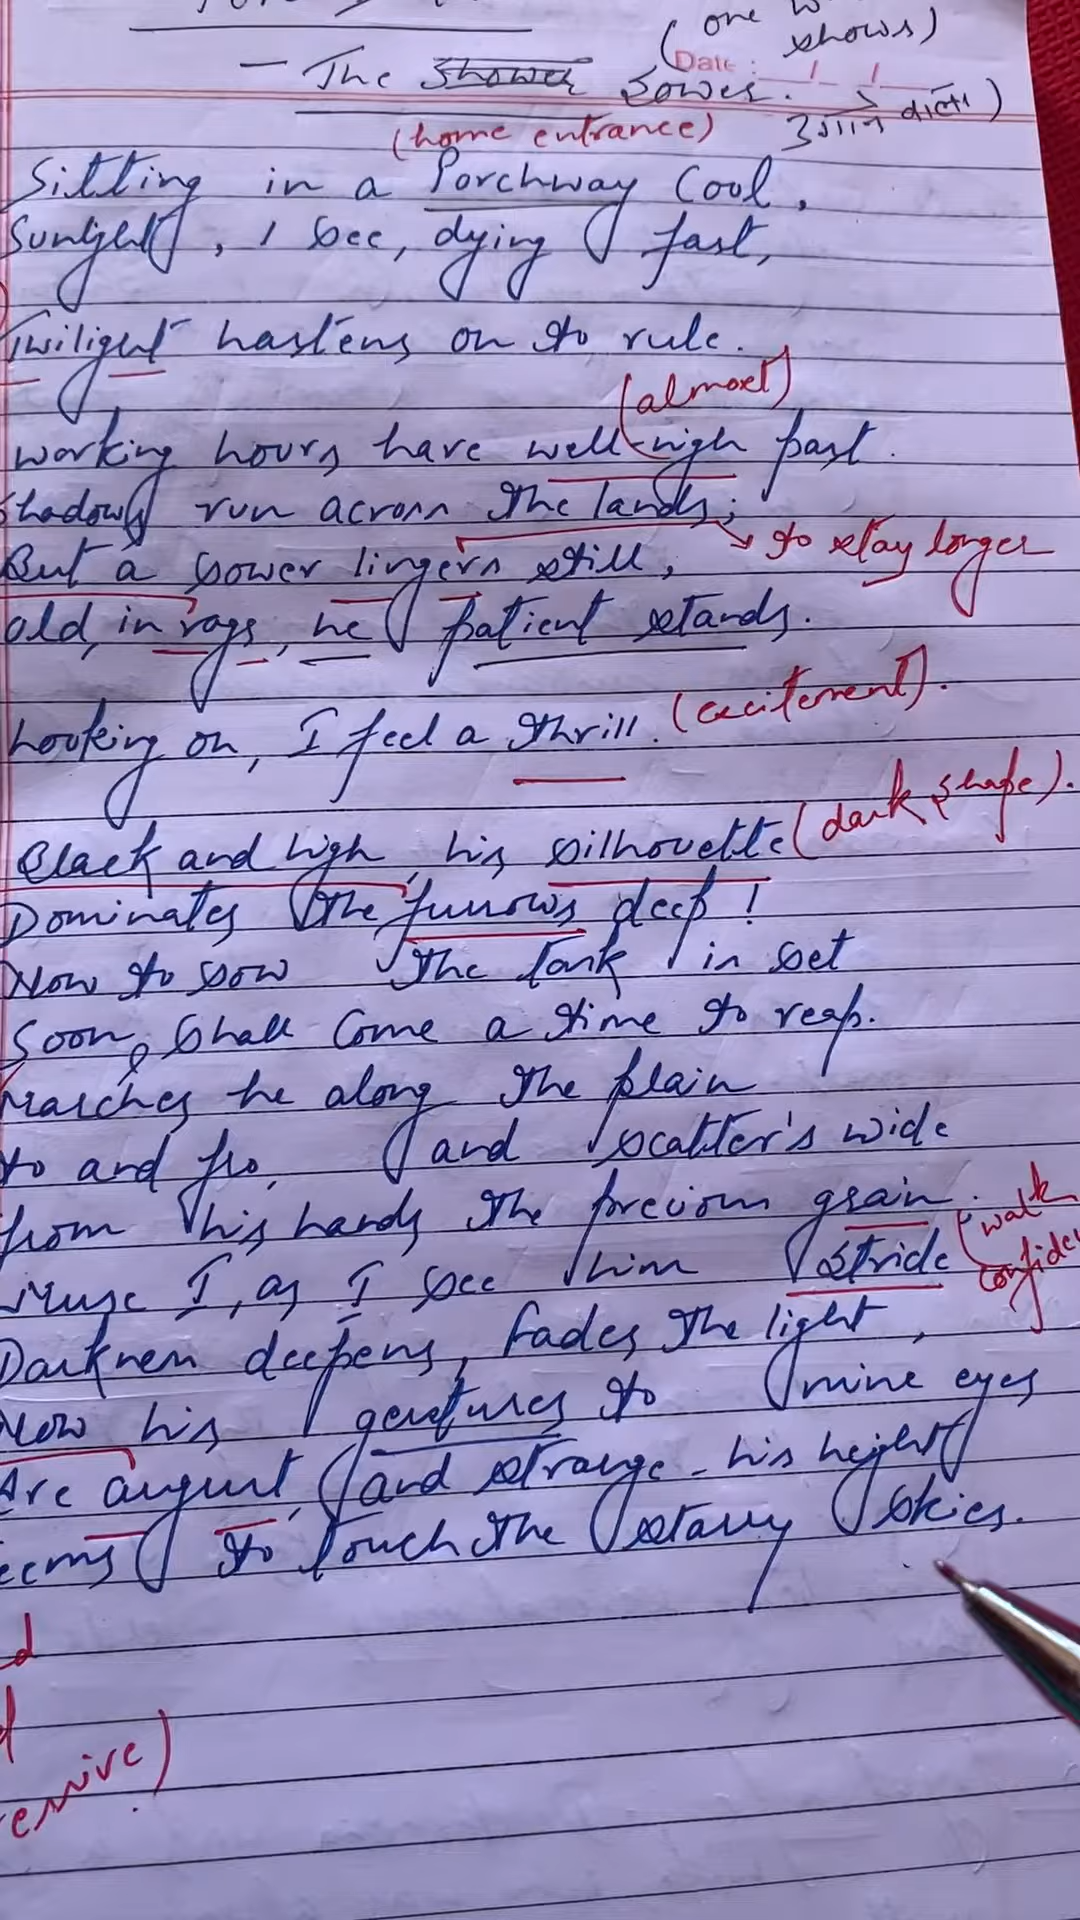 (one
shows)
Date :
- The Shower Sower.
(home entrance)
Sitting in a Porchway Cool,
Sunlight, I see, dying fast,
Twilight hastens on to rule.
(almost)
working hours have well-nigh past.
Shadows run across the lands;
But a sower lingers still, → to stay longer
old, in rags, he patient stands.
Looking on, I feel a thrill. (excitement).
Black and high his silhouette (dark shape).
Dominates the furrows deep!
Now to sow the task is set
Soon shall Come a time to reap.
Marches he along the plain
to and fro, and scatter's wide
from his hands the precious grain.
Muse I, as I see him stride (walk
Darkness deepens, fades the light,
Now his gestures to mine eyes
Are august, and strange - his height
eems to touch the starry skies.